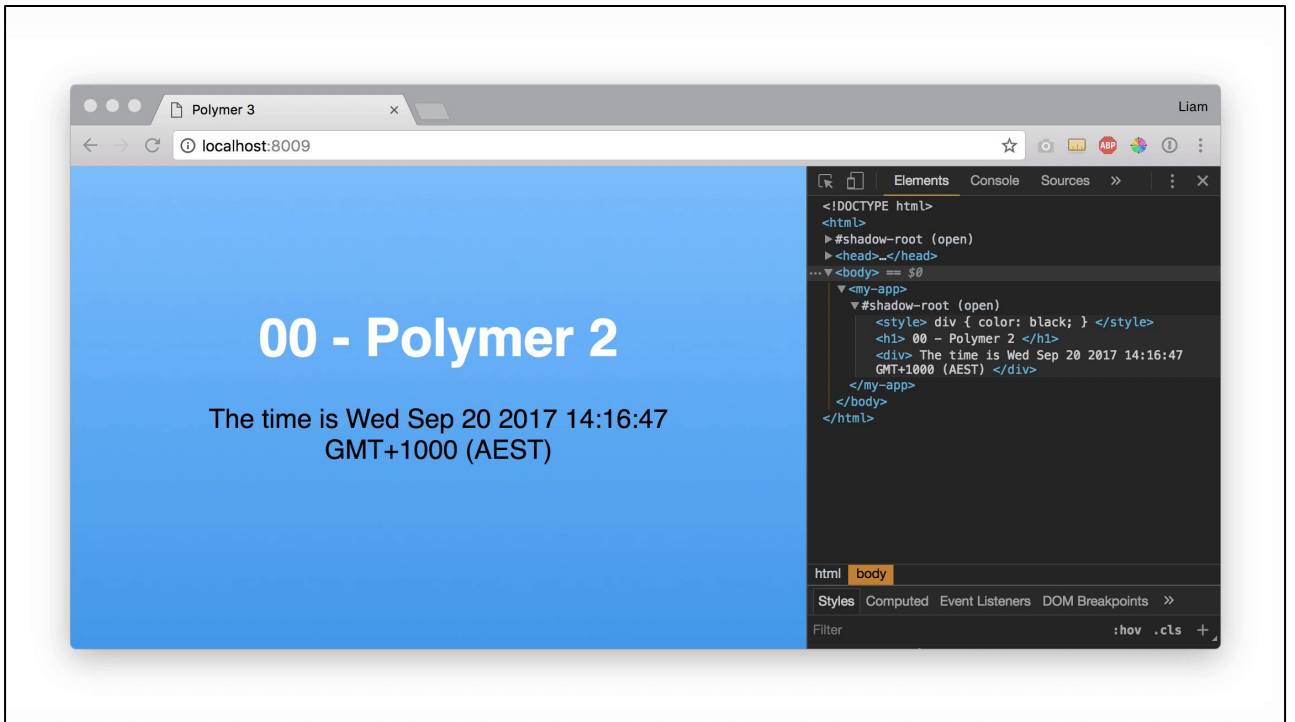 Polymer 3
Liam
localhost:8009
ABP
Elements Console Sources »
<!DOCTYPE html>
<html>
▶#shadow-root (open)
▶<head>…</head>
…▼<body> == $0
▼<my-app>
▼#shadow-root (open)
<style> div { color: black; } </style>
<h1> 00 - Polymer 2 </h1>
<div> The time is Wed Sep 20 2017 14:16:47
GMT+1000 (AEST) </div>
</my-app>
</body>
</html>
00 - Polymer 2
The time is Wed Sep 20 2017 14:16:47
GMT+1000 (AEST)
html body
Styles Computed Event Listeners DOM Breakpoints »
Filter :hov .cls +